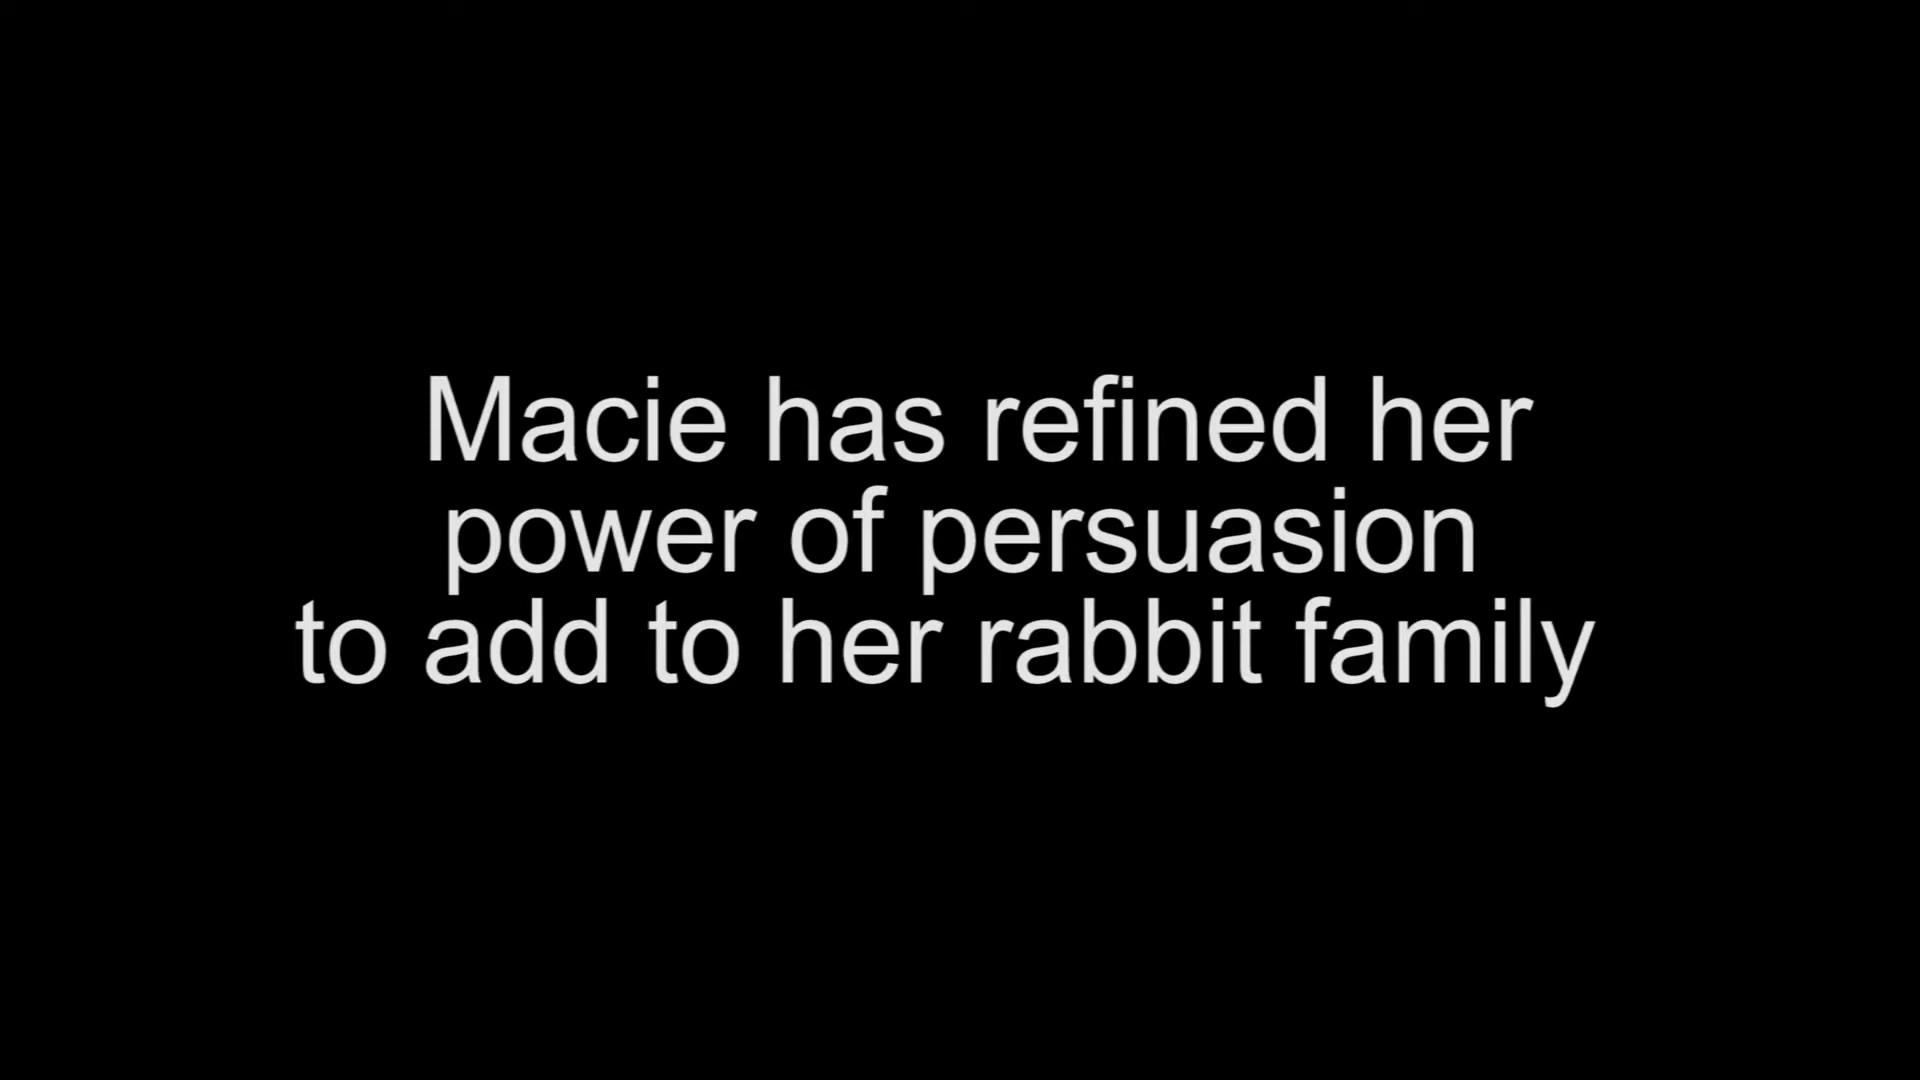 Macie has refined her
power of persuasion
to add to her rabbit family